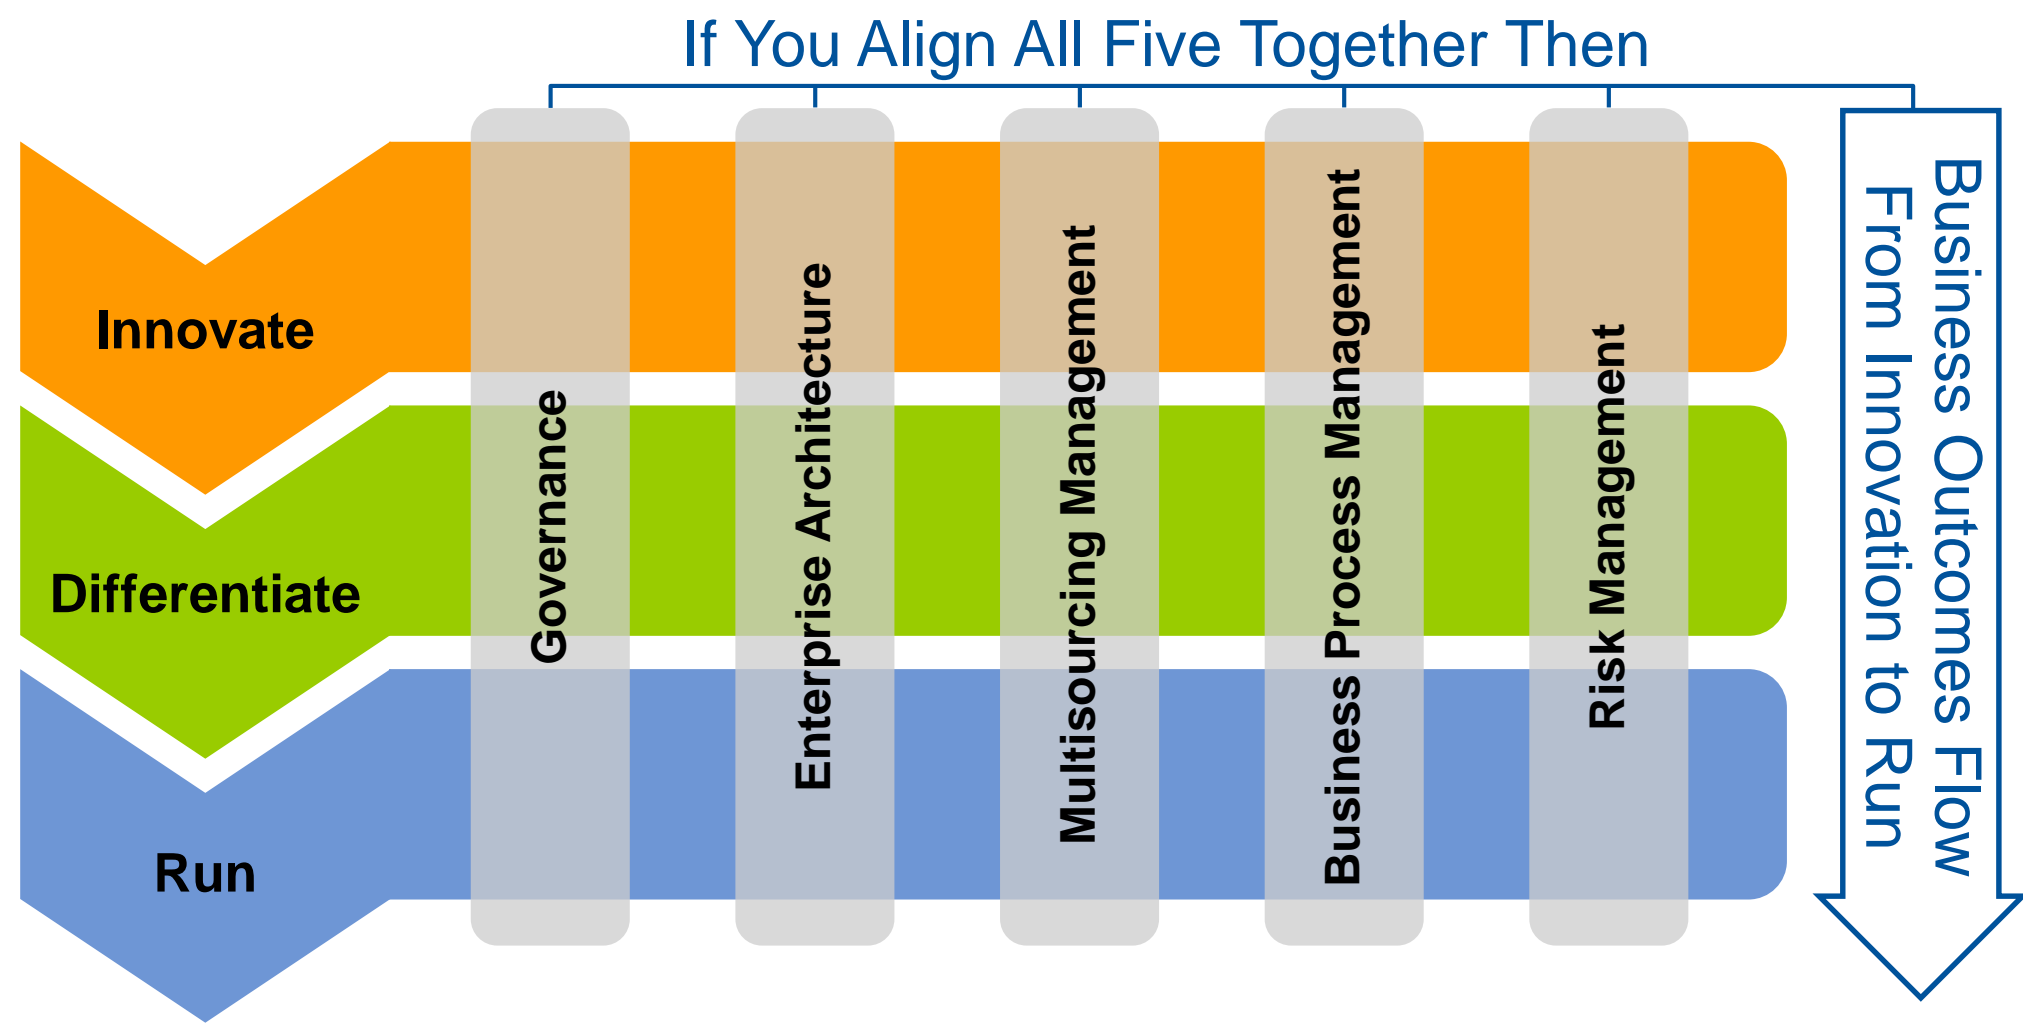 If You Align All Five Together Then
Innovate
Differentiate
Run
Governance
Enterprise Architecture
Multisourcing Management
Business Process Management
Risk Management
Business Outcomes Flow
From Innovation to Run